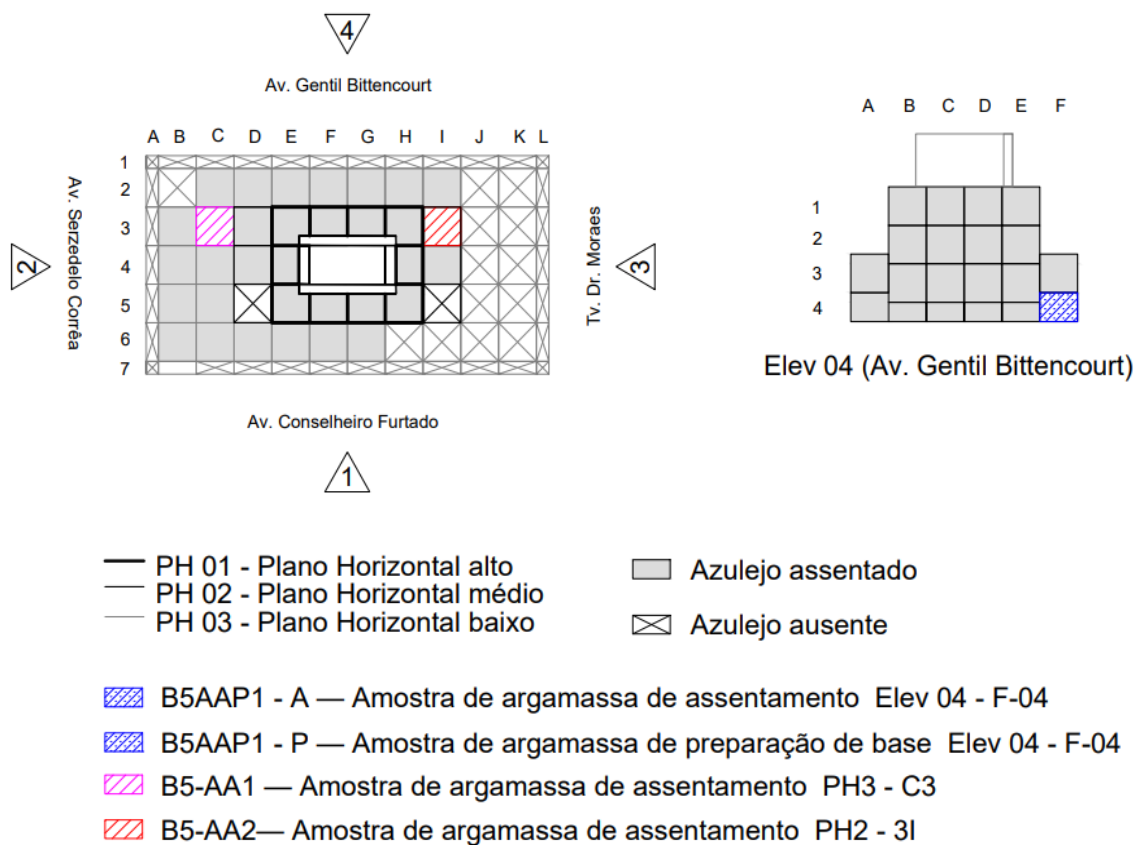 4
Av. Gentil Bittencourt
A B C D E F G H I J K L
1
2
3
4
5
6
7
Av. Serzedelo Corrêa
2
3
Tv. Dr. Moraes
Av. Conselheiro Furtado
1
A B C D E F
1
2
3
4
Elev 04 (Av. Gentil Bittencourt)
PH 01 - Plano Horizontal alto
PH 02 - Plano Horizontal médio
PH 03 - Plano Horizontal baixo
Azulejo assentado
Azulejo ausente
B5AAP1 - A — Amostra de argamassa de assentamento Elev 04 - F-04
B5AAP1 - P — Amostra de argamassa de preparação de base Elev 04 - F-04
B5-AA1 — Amostra de argamassa de assentamento PH3 - C3
B5-AA2— Amostra de argamassa de assentamento PH2 - 3I